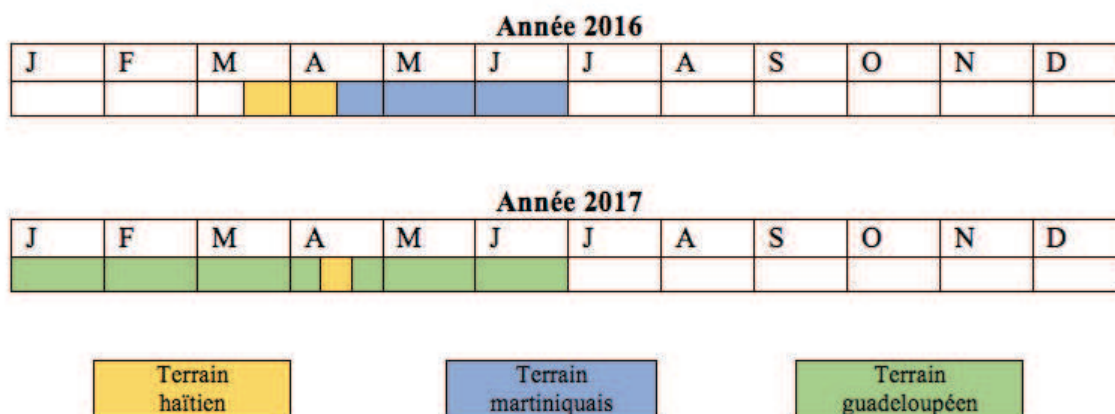 Année 2016
J F M A M J J A S O N D
Année 2017
J F M A M J J A S O N D
Terrain Terrain Terrain
haïtien martiniquais guadeloupéen